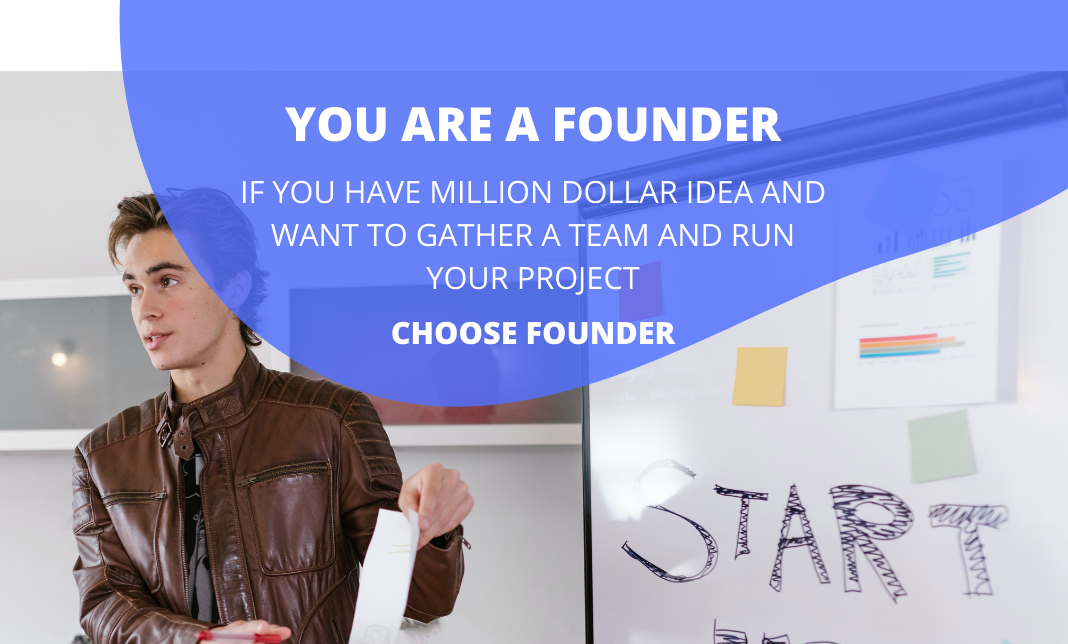 YOU ARE A FOUNDER
IF YOU HAVE MILLION DOLLAR IDEA AND
WANT TO GATHER A TEAM AND RUN
YOUR PROJECT
CHOOSE FOUNDER
START